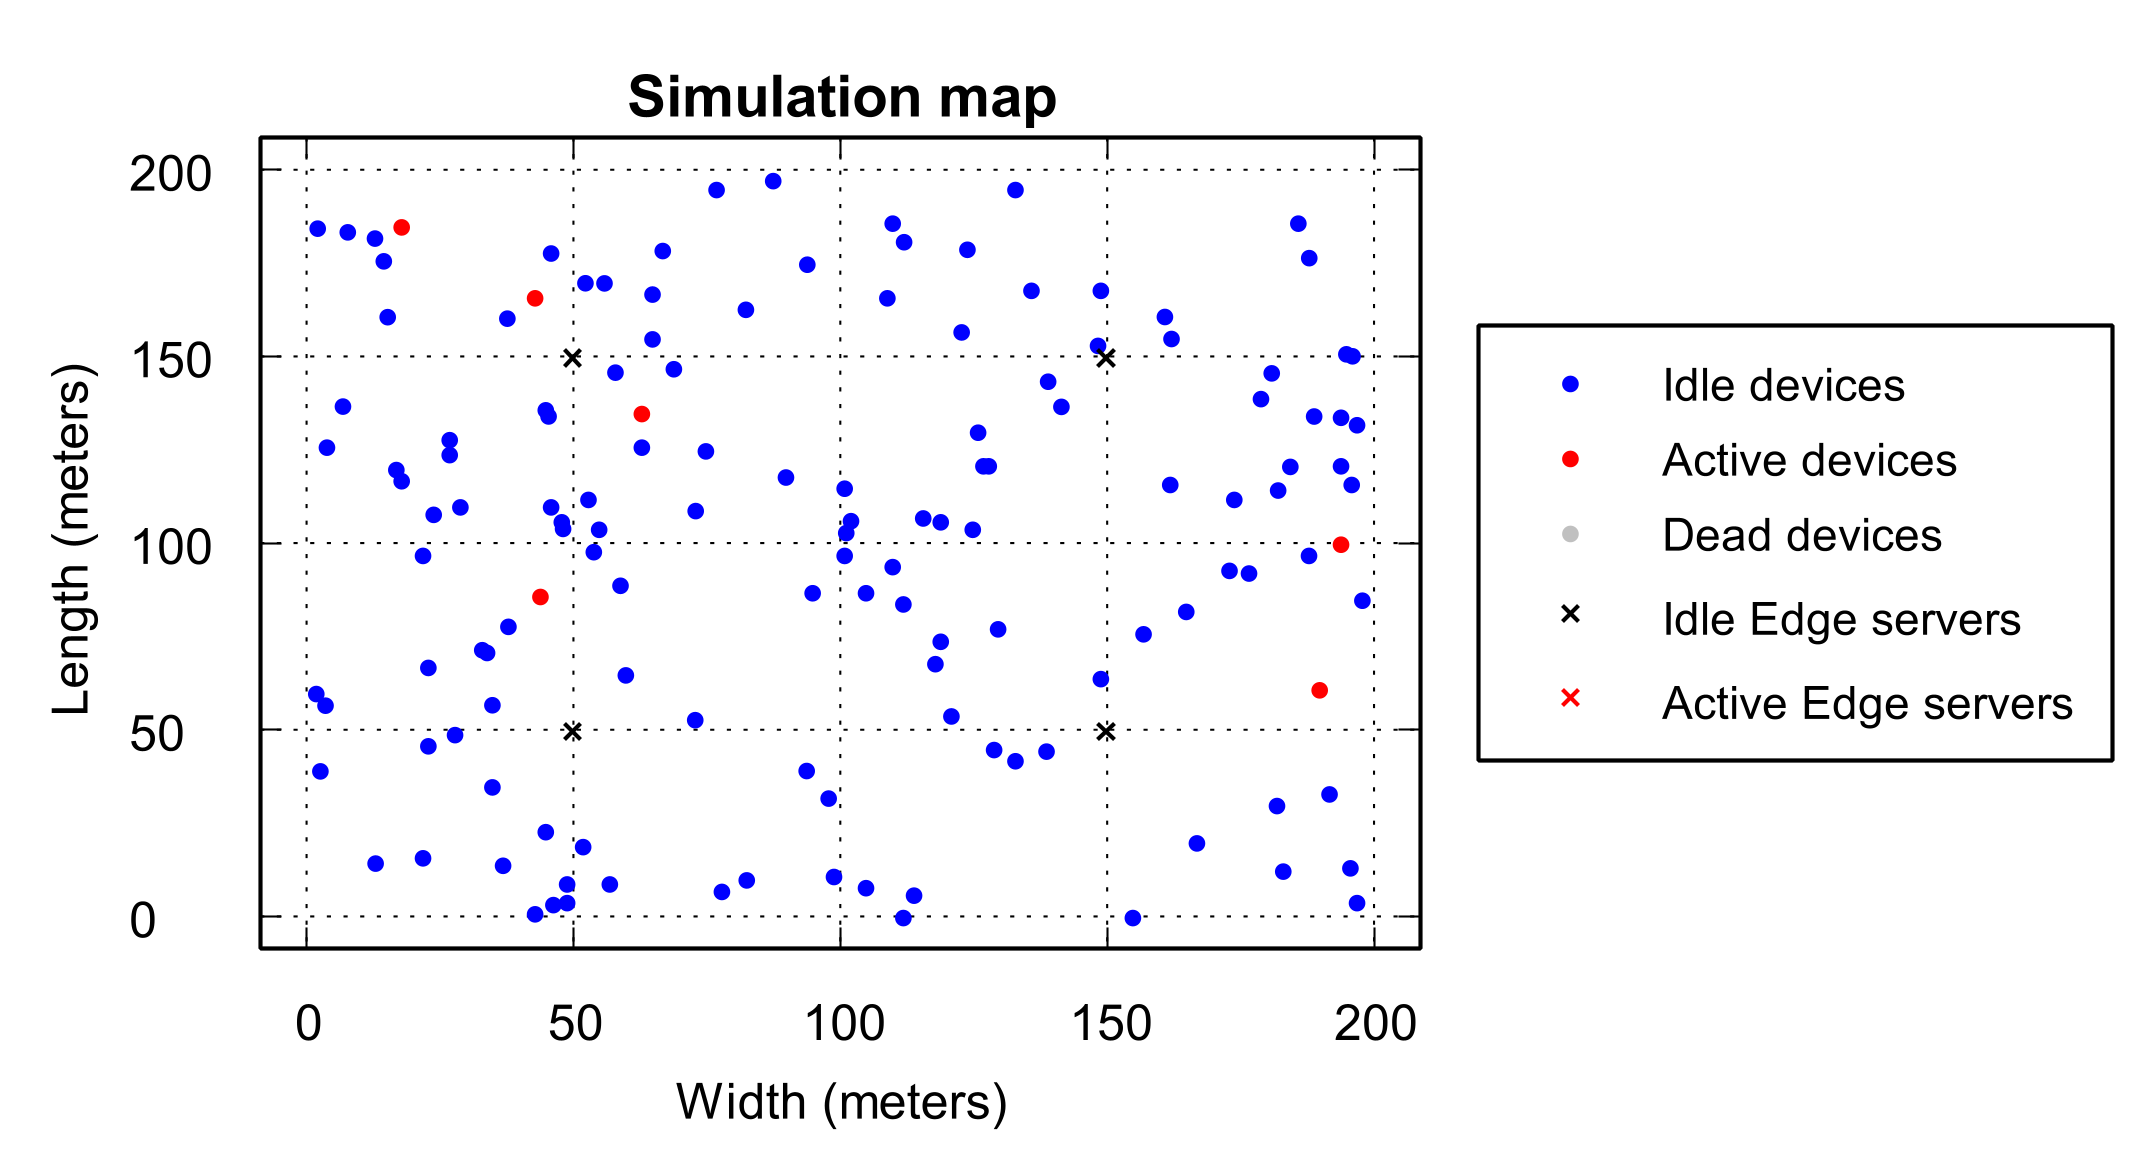 Simulation map
200
150
100
50
0
Length (meters)
0 50 100 150 200
Width (meters)
Idle devices
Active devices
Dead devices
Idle Edge servers
Active Edge servers